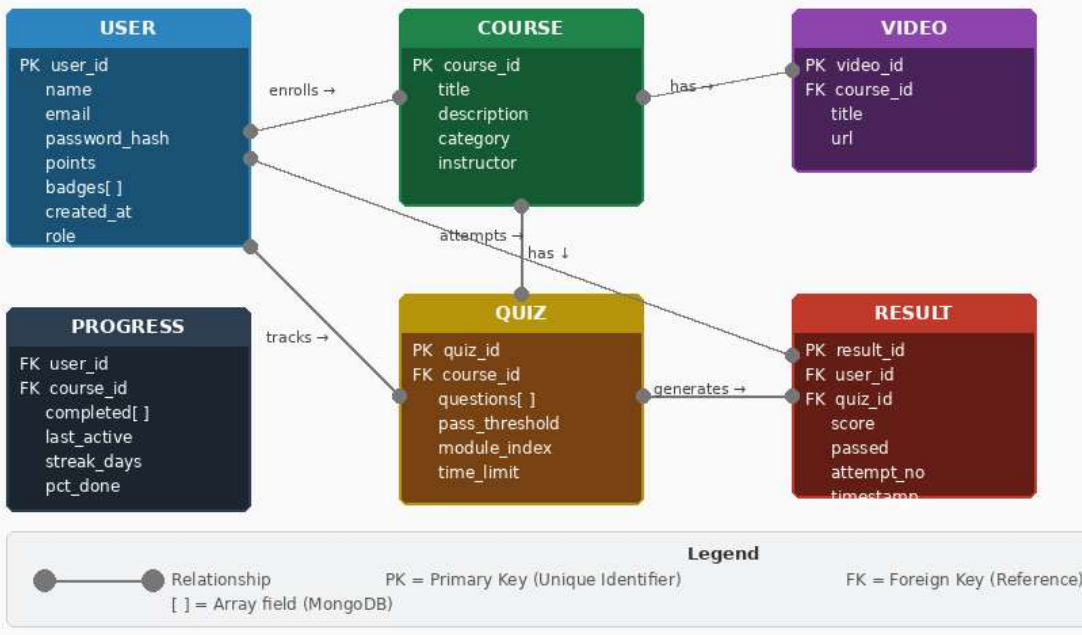 USER
PK user_id
name
email
password_hash
points
badges[ ]
created_at
role
enrolls →
COURSE
PK course_id
title
description
category
instructor
has →
VIDEO
PK video_id
FK course_id
title
url
attempts →
has ↓
tracks →
PROGRESS
FK user_id
FK course_id
completed[ ]
last_active
streak_days
pct_done
QUIZ
PK quiz_id
FK course_id
questions[ ]
pass_threshold
module_index
time_limit
generates →
RESULT
PK result_id
FK user_id
FK quiz_id
score
passed
attempt_no
timestamp
Legend
Relationship
PK = Primary Key (Unique Identifier)
FK = Foreign Key (Reference)
[ ] = Array field (MongoDB)